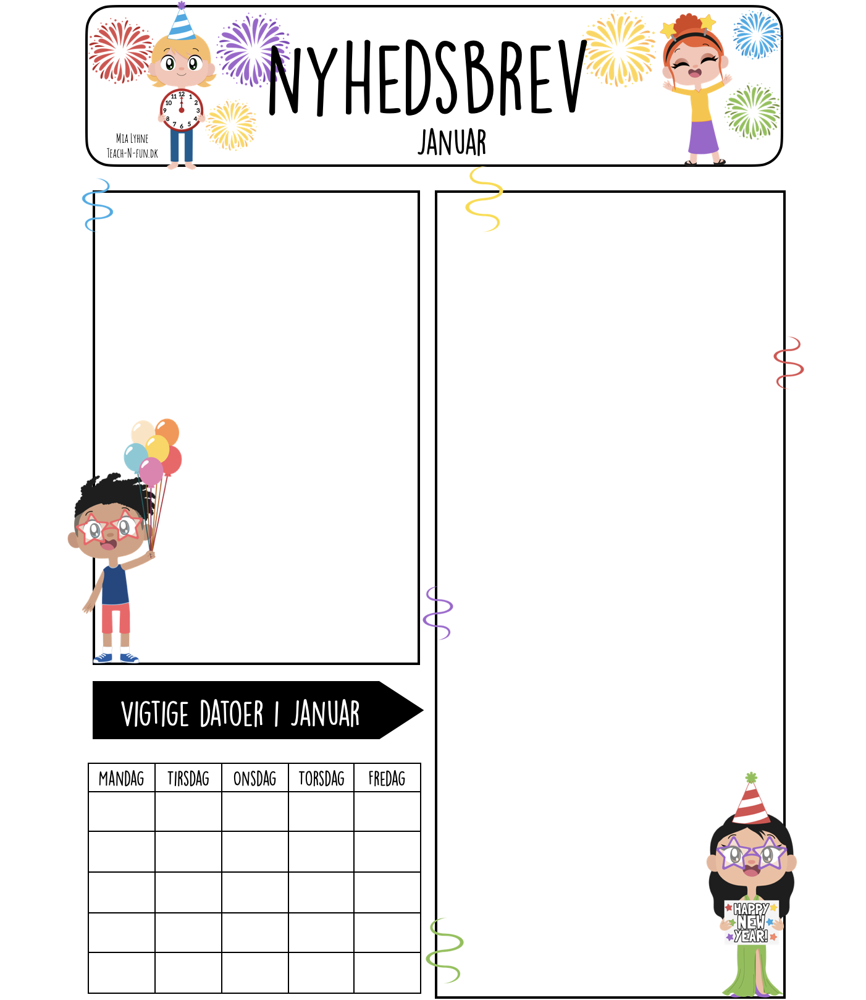 NYHEDSBREV
JANUAR
MIA LYHNE
TEACH-N-FUN.DK
11 12 1
10 2
9 3
8 4
7 6 5
VIGTIGE DATOER I JANUAR
MANDAG TIRSDAG ONSDAG TORSDAG FREDAG
HAPPY
NEW
YEAR!